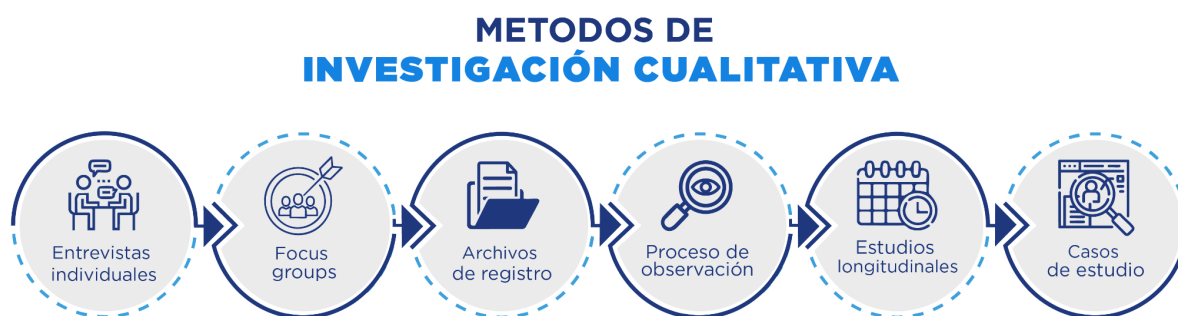 METODOS DE
INVESTIGACIÓN CUALITATIVA
Entrevistas
individuales
Focus
groups
Archivos
de registro
Proceso de
observación
Estudios
longitudinales
Casos
de estudio